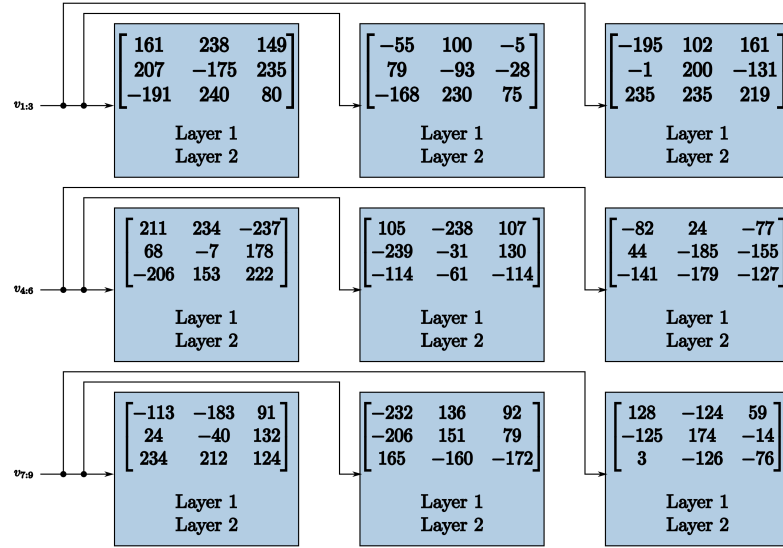 161 238 149
207 −175 235
−191 240 80
Layer 1
Layer 2
−55 100 −5
79 −93 −28
−168 230 75
Layer 1
Layer 2
−195 102 161
−1 200 −131
235 235 219
Layer 1
Layer 2
v1:3
211 234 −237
68 −7 178
−206 153 222
Layer 1
Layer 2
105 −238 107
−239 −31 130
−114 −61 −114
Layer 1
Layer 2
−82 24 −77
44 −185 −155
−141 −179 −127
Layer 1
Layer 2
v4:6
−113 −183 91
24 −40 132
234 212 124
Layer 1
Layer 2
−232 136 92
−206 151 79
165 −160 −172
Layer 1
Layer 2
128 −124 59
−125 174 −14
3 −126 −76
Layer 1
Layer 2
v7:9